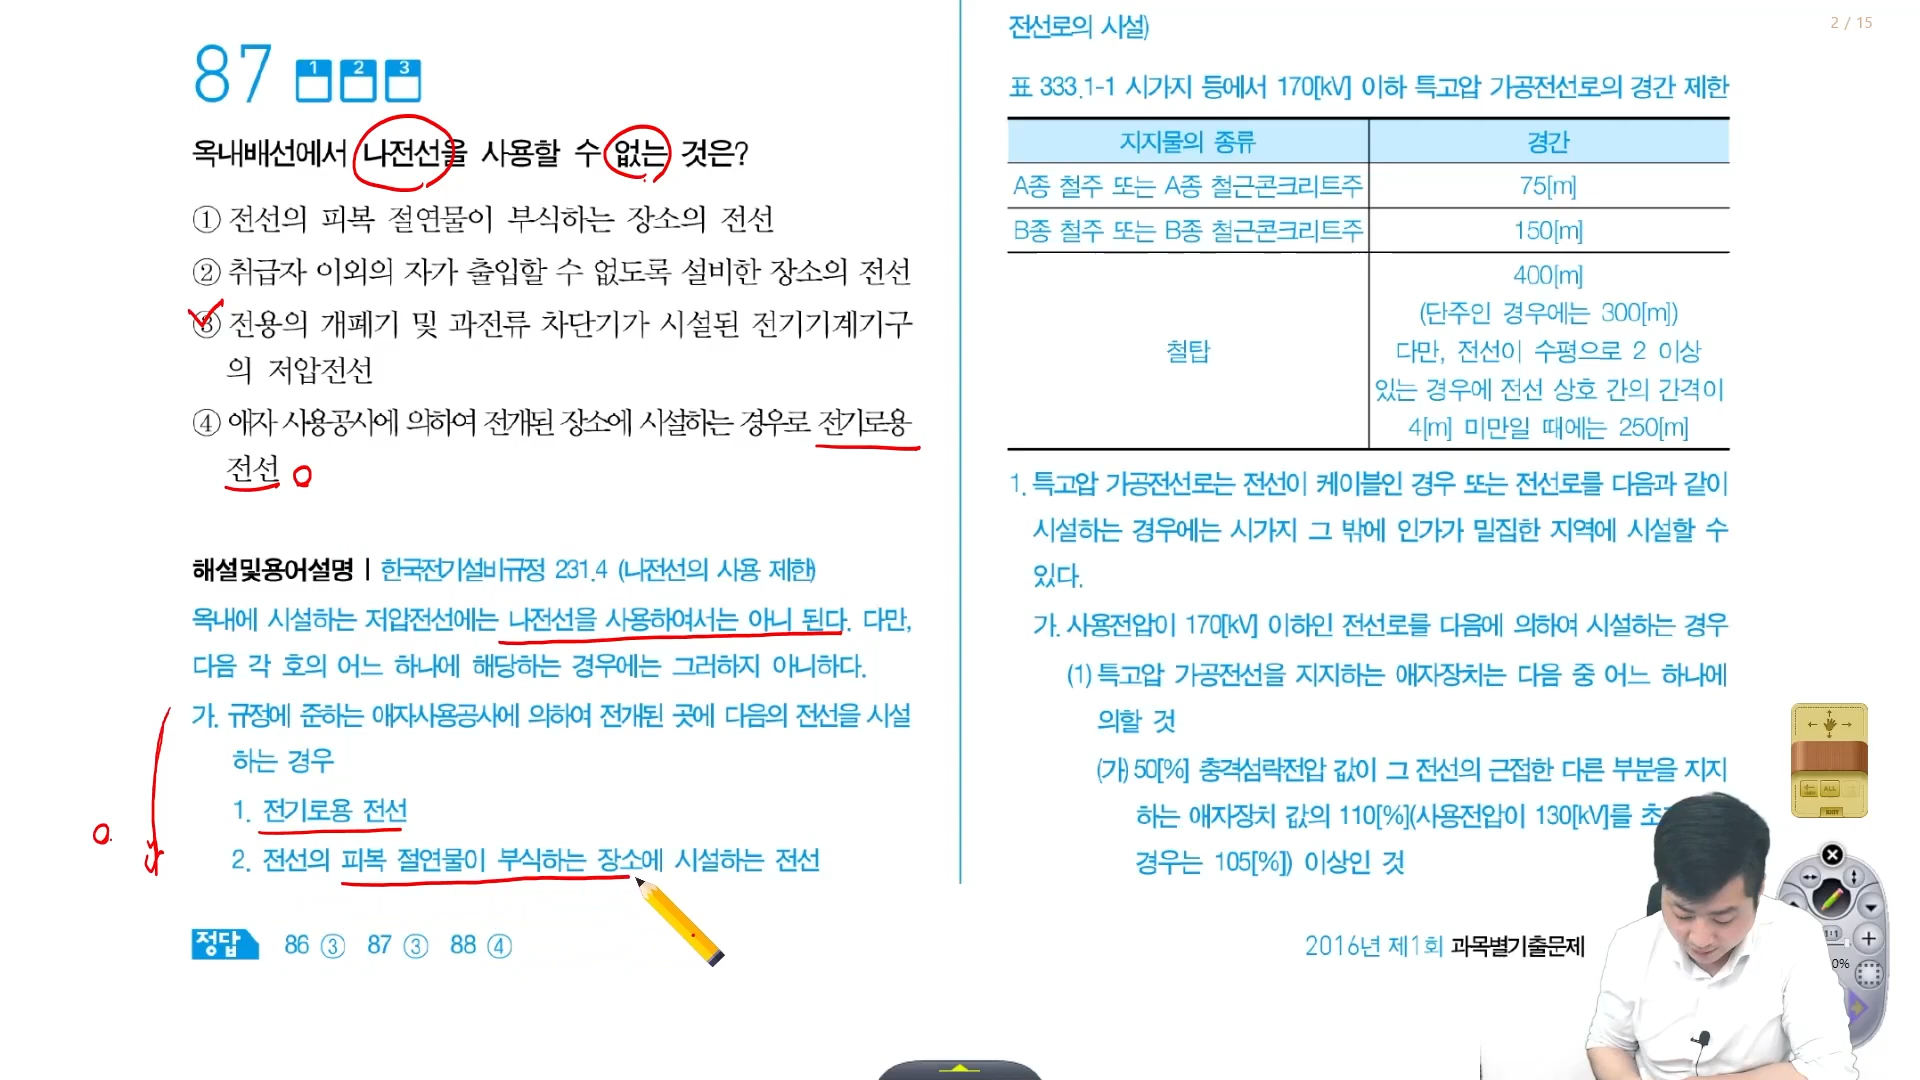 87 1 2 3
옥내배선에서 나전선을 사용할 수 없는 것은?
① 전선의 피복 절연물이 부식하는 장소의 전선
② 취급자 이외의 자가 출입할 수 없도록 설비한 장소의 전선
③ 전용의 개폐기 및 과전류 차단기가 시설된 전기기계기구
의 저압전선
④ 애자 사용공사에 의하여 전개된 장소에 시설하는 경우로 전기로용
전선
해설및용어설명 | 한국전기설비규정 231.4 (나전선의 사용 제한)
옥내에 시설하는 저압전선에는 나전선을 사용하여서는 아니 된다. 다만,
다음 각 호의 어느 하나에 해당하는 경우에는 그러하지 아니하다.
가. 규정에 준하는 애자사용공사에 의하여 전개된 곳에 다음의 전선을 시설
하는 경우
1. 전기로용 전선
2. 전선의 피복 절연물이 부식하는 장소에 시설하는 전선
정답 86 ③ 87 ③ 88 ④
전선로의 시설)
2 / 15
표 333.1-1 시가지 등에서 170[kV] 이하 특고압 가공전선로의 경간 제한
지지물의 종류 경간
A종 철주 또는 A종 철근콘크리트주 75[m]
B종 철주 또는 B종 철근콘크리트주 150[m]
철탑
400[m]
(단주인 경우에는 300[m])
다만, 전선이 수평으로 2 이상
있는 경우에 전선 상호 간의 간격이
4[m] 미만일 때에는 250[m]
1. 특고압 가공전선로는 전선이 케이블인 경우 또는 전선로를 다음과 같이
시설하는 경우에는 시가지 그 밖에 인가가 밀집한 지역에 시설할 수
있다.
가. 사용전압이 170[kV] 이하인 전선로를 다음에 의하여 시설하는 경우
(1) 특고압 가공전선을 지지하는 애자장치는 다음 중 어느 하나에
의할 것
(가) 50[%] 충격섬락전압 값이 그 전선의 근접한 다른 부분을 지지
하는 애자장치 값의 110[%](사용전압이 130[kV]를
경우는 105[%]) 이상인 것
2016년 제1회 과목별기출문제
ALL
EXIT
1:1
0%